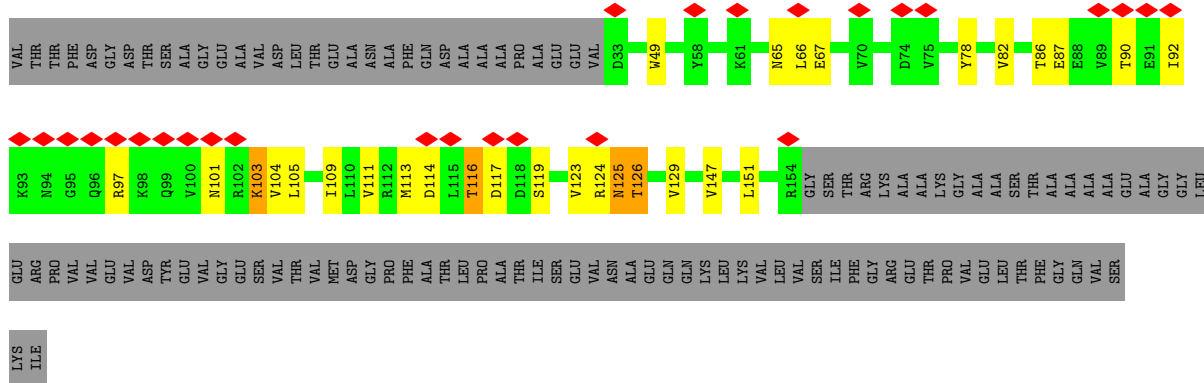 VAL THR THR PHE ASP GLY ASP THR SER ALA GLY GLU ALA VAL ASP LEU THR GLU ALA ASN ALA PHE GLN ASP ALA ALA ALA PRO ALA GLU GLU VAL D33 W49 Y58 K61 N65 L66 E67 V70 D74 V75 Y78 V82 T86 E87 E88 V89 T90 E91 I92
K93 N94 G95 Q96 R97 K98 Q99 V100 N101 R102 K103 V104 L105 I109 L110 V111 R112 M113 D114 L115 T116 D117 D118 S119 V123 R124 N125 T126 V129 V147 L151 R154 GLY SER THR ARG LYS ALA ALA LYS GLY ALA ALA SER THR ALA ALA ALA ALA GLU ALA GLY GLY LEU
GLU ARG PRO VAL VAL GLU VAL ASP TYR GLU VAL GLY GLU SER VAL THR VAL MET ASP GLY PRO PHE ALA THR LEU PRO ALA THR ILE SER GLU VAL ASN ALA GLU GLN GLN LYS LEU LYS VAL LEU VAL SER ILE PHE GLY ARG GLU THR PRO VAL GLU LEU THR PHE GLY GLN VAL SER
LYS ILE